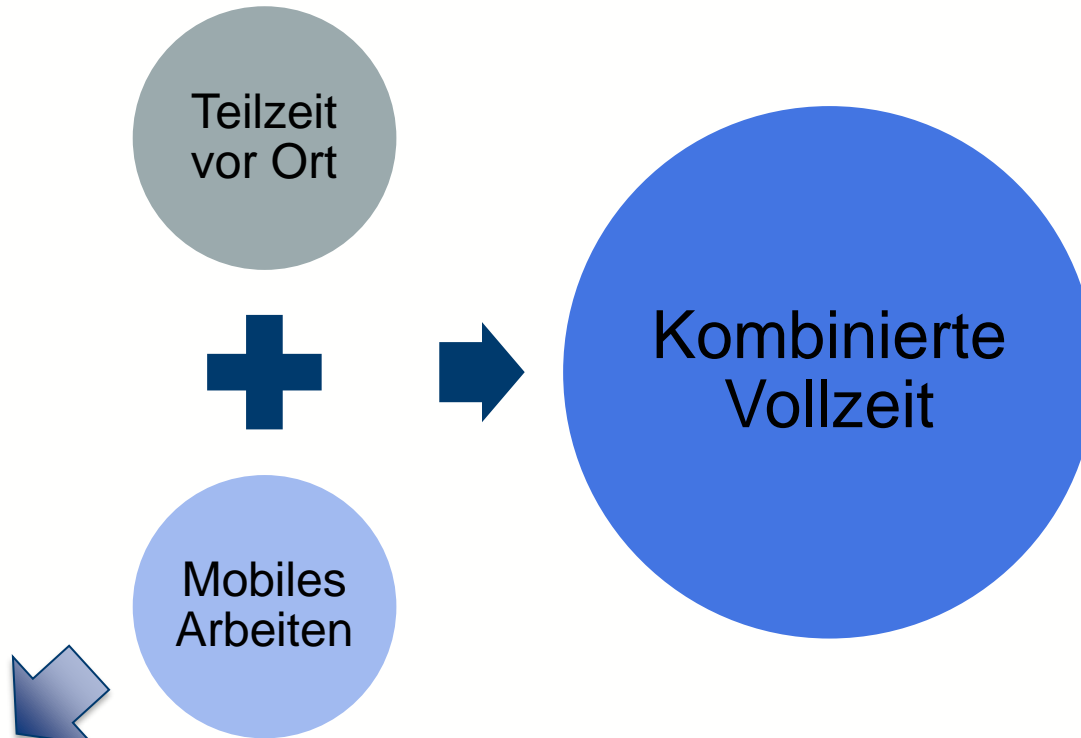 Teilzeit
vor Ort
Mobiles
Arbeiten
Kombinierte
Vollzeit